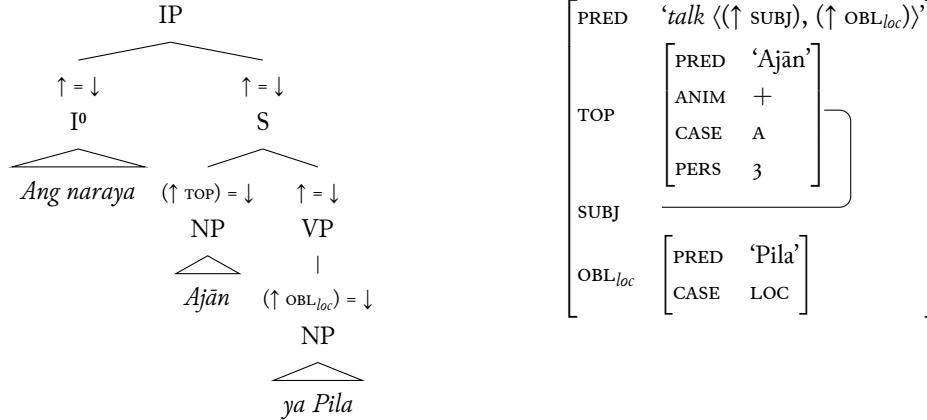 IP
↑ = ↓ ↑ = ↓
I⁰ S
Ang naraya (↑ TOP) = ↓ ↑ = ↓
NP VP
Ajān (↑ OBL_loc) = ↓
NP
ya Pila
PRED ‘talk ⟨(↑ SUBJ), (↑ OBL_loc)⟩’
PRED ‘Ajān’
ANIM +
TOP
CASE A
PERS 3
SUBJ
PRED ‘Pila’
OBL_loc
CASE LOC